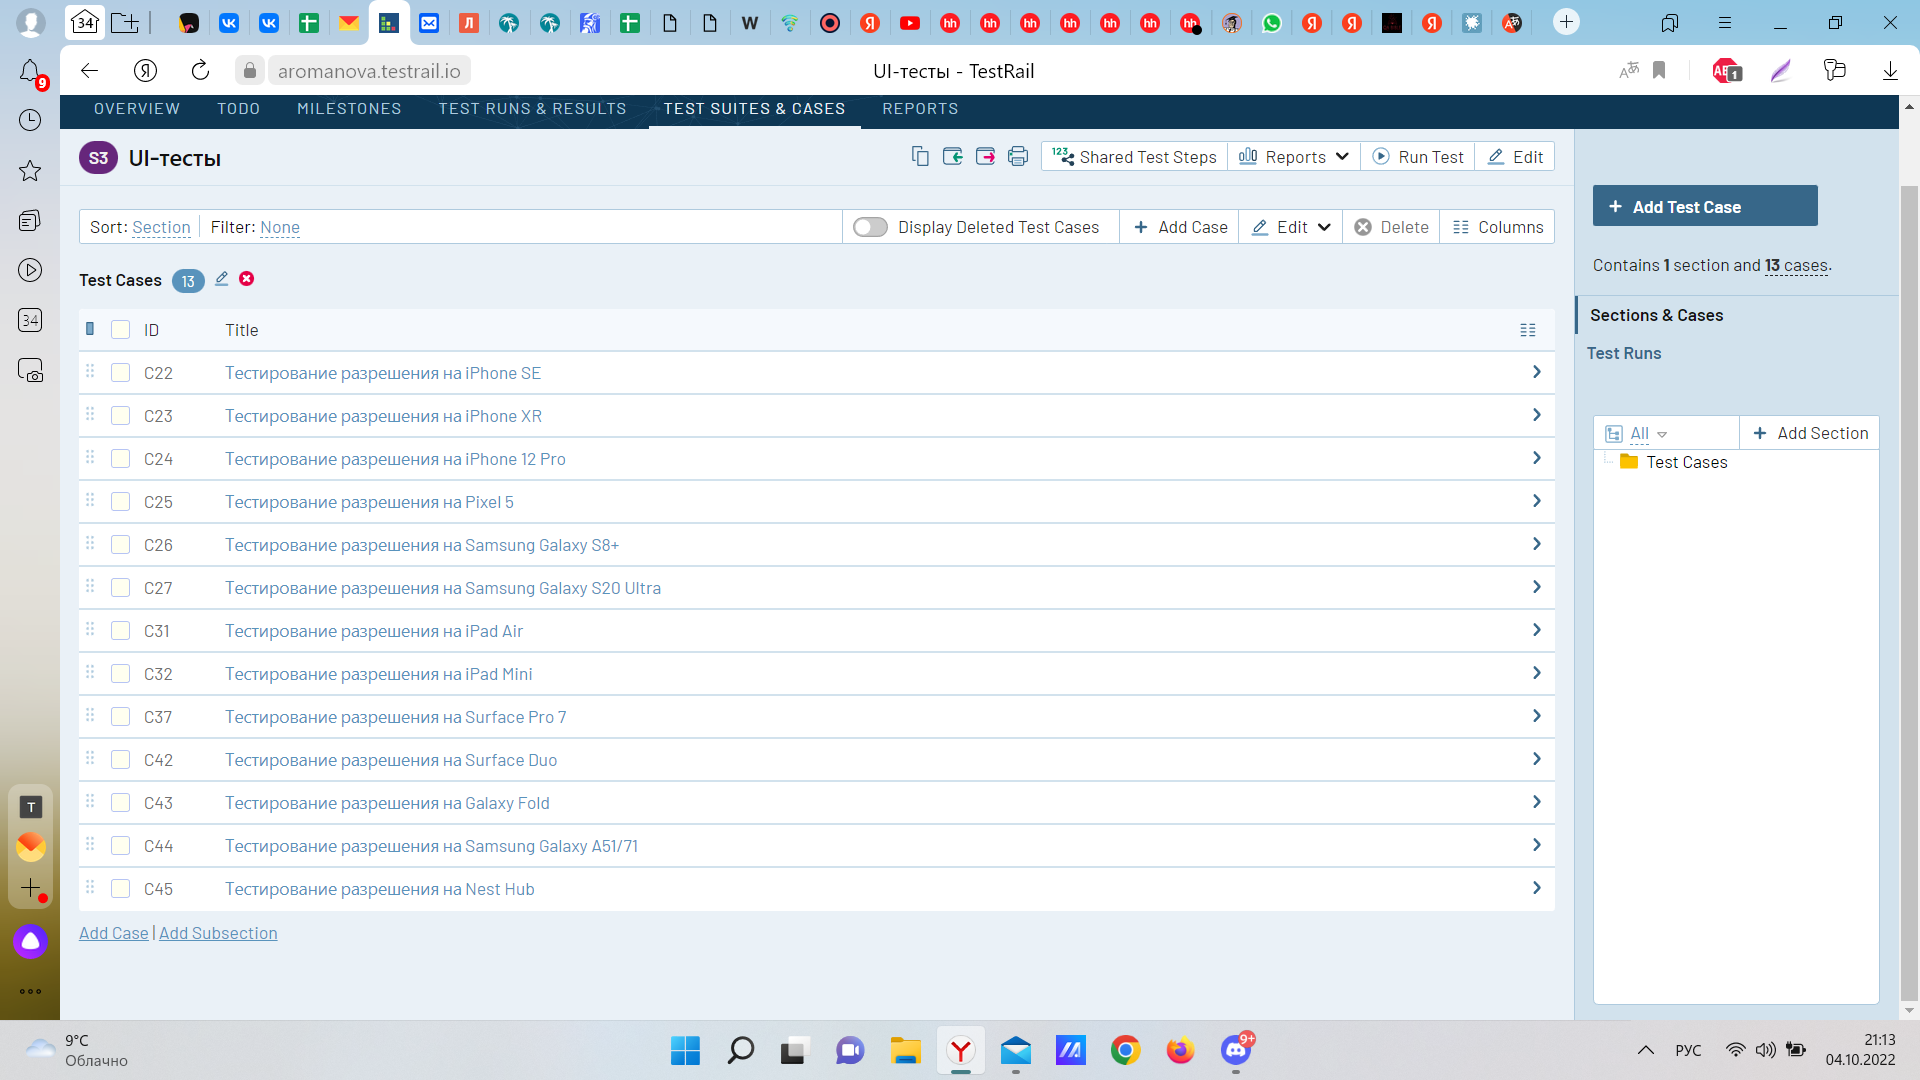 34
9
aromanova.testrail.io
UI-тесты - TestRail
1
OVERVIEW TODO MILESTONES TEST RUNS & RESULTS TEST SUITES & CASES REPORTS
S3 UI-тесты
Shared Test Steps Reports Run Test Edit
Sort: Section Filter: None
Display Deleted Test Cases + Add Case Edit Delete Columns
Test Cases 13
ID Title
C22 Тестирование разрешения на iPhone SE
C23 Тестирование разрешения на iPhone XR
C24 Тестирование разрешения на iPhone 12 Pro
C25 Тестирование разрешения на Pixel 5
C26 Тестирование разрешения на Samsung Galaxy S8+
C27 Тестирование разрешения на Samsung Galaxy S20 Ultra
C31 Тестирование разрешения на iPad Air
C32 Тестирование разрешения на iPad Mini
C37 Тестирование разрешения на Surface Pro 7
C42 Тестирование разрешения на Surface Duo
C43 Тестирование разрешения на Galaxy Fold
C44 Тестирование разрешения на Samsung Galaxy A51/71
C45 Тестирование разрешения на Nest Hub
Add Case | Add Subsection
+ Add Test Case
Contains 1 section and 13 cases.
Sections & Cases
Test Runs
All + Add Section
Test Cases
34
T
9°C
Облачно
9+
РУС
21:13
04.10.2022